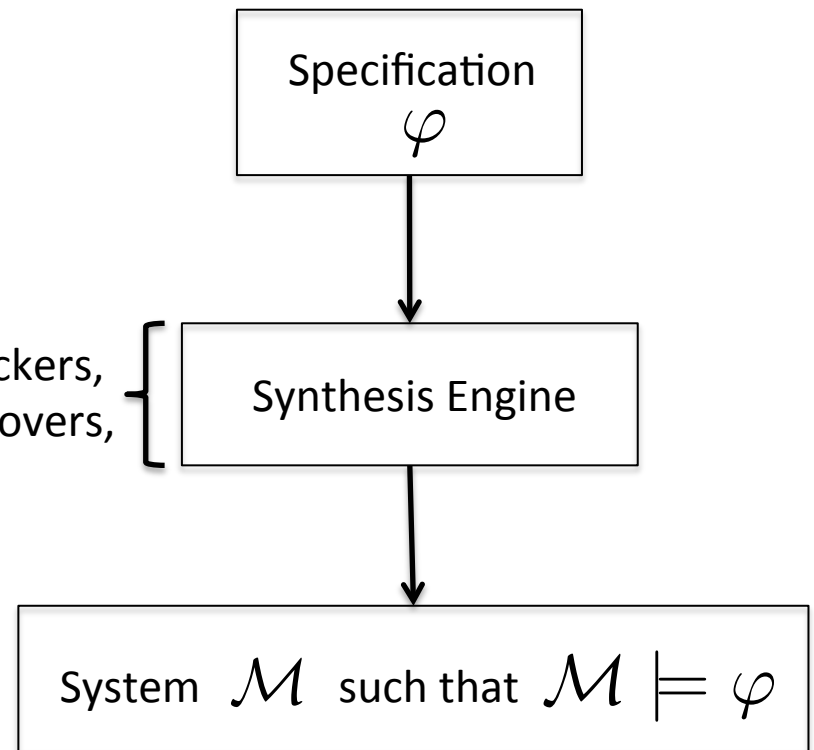 Specification
φ
ckers,
overs,
Synthesis Engine
System ℳ such that ℳ ⊨ φ